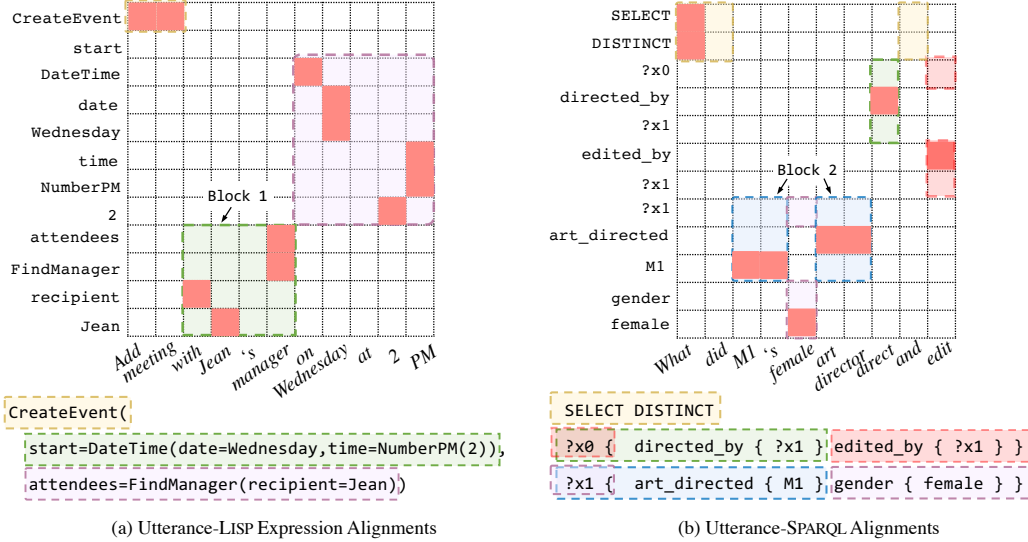 CreateEvent
start
DateTime
date
Wednesday
time
NumberPM
2
attendees
FindManager
recipient
Jean
Block 1
Add meeting with Jean 's manager on Wednesday at 2 PM
CreateEvent(
start=DateTime(date=Wednesday,time=NumberPM(2)),
attendees=FindManager(recipient=Jean))
(a) Utterance-LISP Expression Alignments
SELECT
DISTINCT
?x0
directed_by
?x1
edited_by
?x1
?x1
art_directed
M1
gender
female
Block 2
What did M1 's female art director direct and edit
SELECT DISTINCT
?x0 { directed_by { ?x1 } edited_by { ?x1 } }
?x1 { art_directed { M1 } gender { female } }
(b) Utterance-SPARQL Alignments